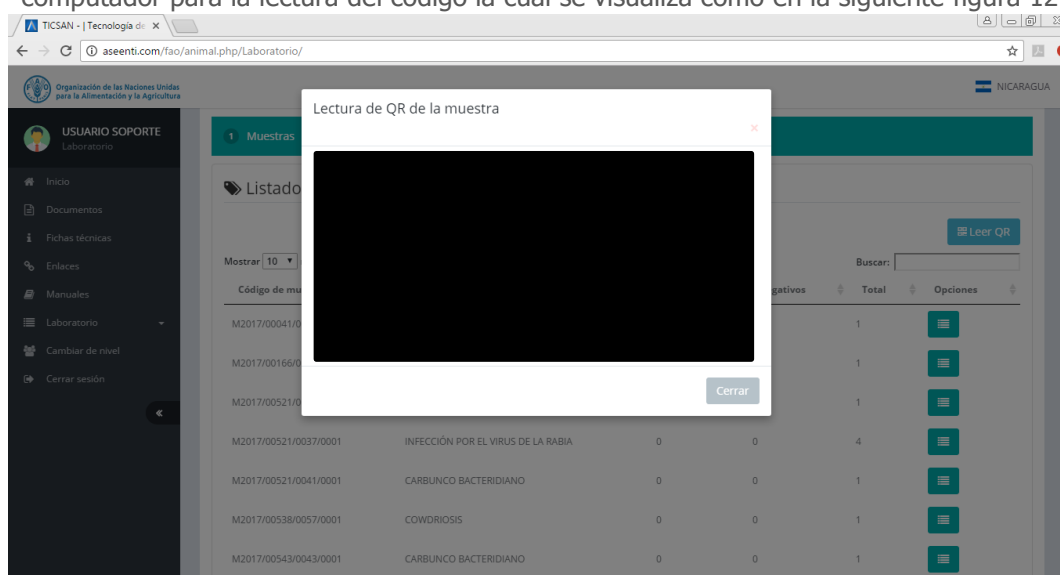 computador para la lectura del código la cual se visualiza como en la siguiente figura 12
TICSAN - | Tecnología de
aseenti.com/fao/animal.php/Laboratorio/
Organización de las Naciones Unidas
para la Alimentación y la Agricultura
NICARAGUA
Lectura de QR de la muestra
USUARIO SOPORTE
Laboratorio
1 Muestras
Inicio
Listado
Documentos
Fichas técnicas
Leer QR
Enlaces
Mostrar 10
Buscar:
Manuales
Código de mu
gativos
Total
Opciones
Laboratorio
M2017/00041/0
1
Cambiar de nivel
M2017/00166/0
1
Cerrar sesión
Cerrar
M2017/00521/0
1
M2017/00521/0037/0001 INFECCIÓN POR EL VIRUS DE LA RABIA 0 0 4
M2017/00521/0041/0001 CARBUNCO BACTERIDIANO 0 0 1
M2017/00538/0057/0001 COWDRIOSIS 0 0 1
M2017/00543/0043/0001 CARBUNCO BACTERIDIANO 0 0 1